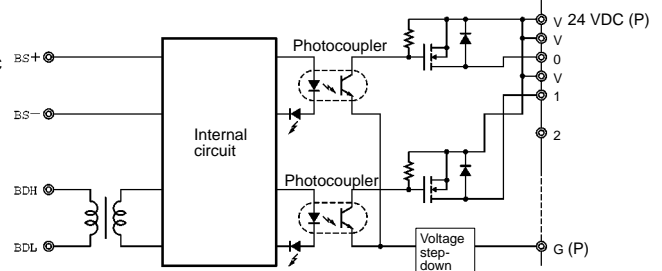 Photocoupler
V 24 VDC (P)
V
BS+
0
V
1
BS-
Internal
circuit
2
Photocoupler
BDH
BDL
Voltage
step-
down
G (P)